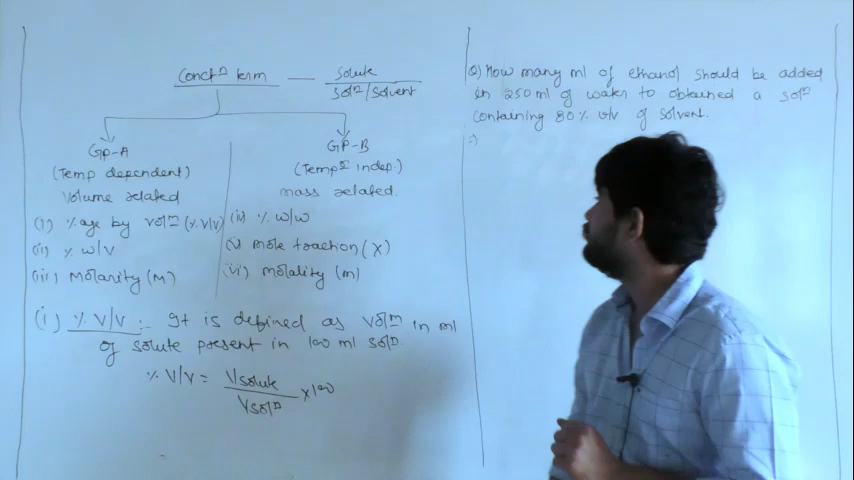 Concⁿ term — Solute
Solⁿ/Solvent
GP-A
(Temp dependent)
Volume related
(i) %age by volⁿ (% V/V)
(ii) % W/V
(iii) Molarity (M)
GP-B
(Tempʳ indep.)
mass related.
(iv) % W/W
(v) mole fraction (X)
(vi) molality (m)
(i) % V/V :- It is defined as volᵐ in ml
of solute present in 100 ml solⁿ
% V/V = Vsolute
Vsolⁿ
×100
Q) How many ml of ethanol should be added
in 250 ml of water to obtained a solⁿ
containing 80% v/v of solvent.
:-)